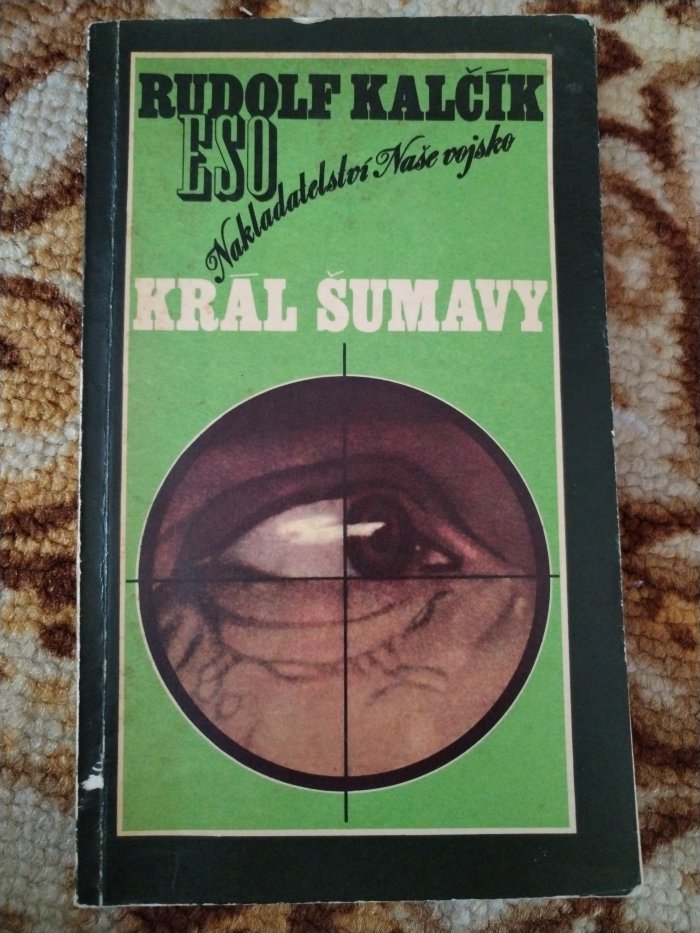 RUDOLF KALČÍK
ESO
Nakladatelství Naše vojsko
KRÁL ŠUMAVY